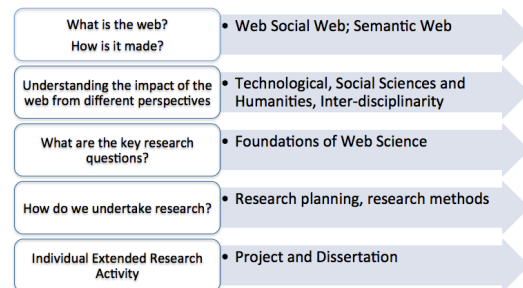 What is the web?
How is it made?
• Web Social Web; Semantic Web
Understanding the impact of the
web from different perspectives
• Technological, Social Sciences and
Humanities, Inter-disciplinarity
What are the key research
questions?
• Foundations of Web Science
How do we undertake research?
• Research planning, research methods
Individual Extended Research
Activity
• Project and Dissertation